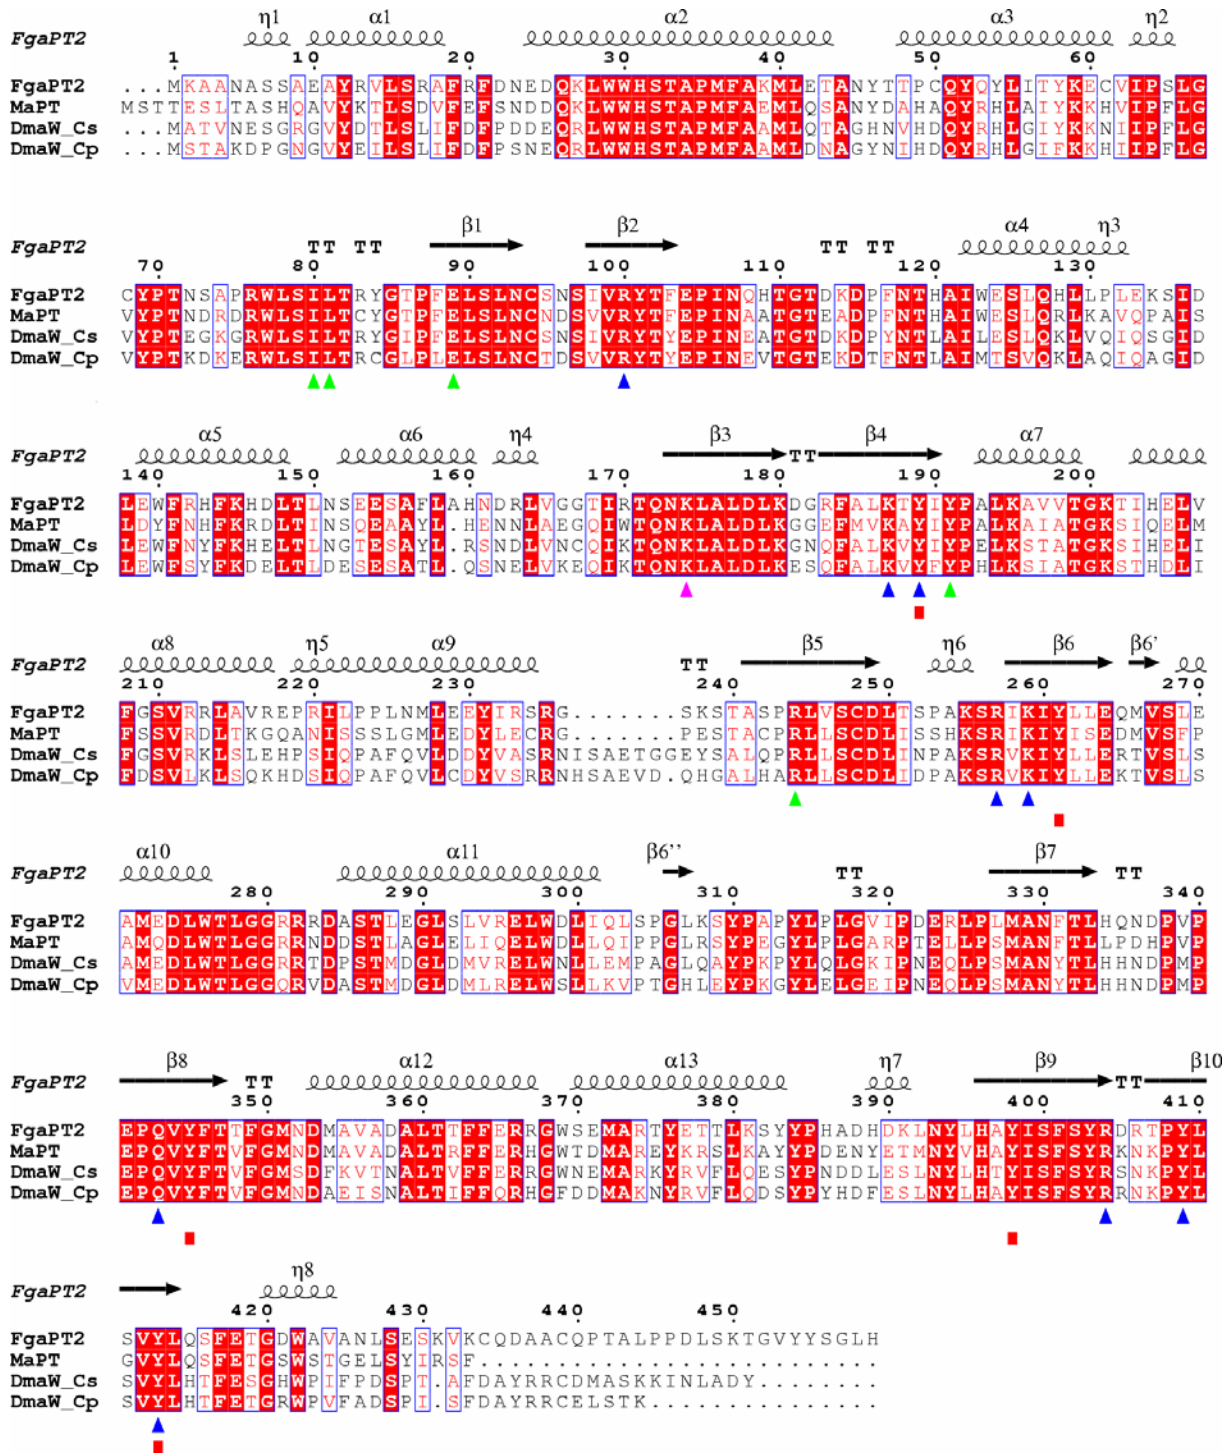 η1 α1 α2 α3 η2
FgaPT2
1 10 20 30 40 50 60
FgaPT2 ...MKAANASSAEAYRVLSRAFRFDNEDQKLWWHSTAPMFAKMLETANYTTPCQYQYLITYKECVIPSLG
MaPT MSTTESLTASHQAVYKTLSDVFEFSNEDQKLWWHSTAPMFAAMLQSANYDAHAQYRHLAIYKEHVIPFLG
DmaW_Cs ...MATVNESGRGVYDTLSLIFDFPDDEQRLWWHSTAPMFAAMLQTAGHNVHDQYRHLGIYKKNIIPFLG
DmaW_Cp ...MSTAKDPGNGVYEILSLIFDFPSNEQRLWWHSTAPMFAAMLDNAGYNIHDQYRHLGIFKKHIIPFLG
β1 β2 α4 η3
FgaPT2 TT TT TT TT
70 80 90 100 110 120 130
FgaPT2 CYPTNSAPRWLSILTRYGTPFELSLNCSNSIVRYTFEPINQHTGTDKDPFNTHAIWESLQHLLPLEKSID
MaPT VYPTNDRDRWLSILTCYGTPFELSLNCNDSVVRYTFEPINAATGTEADPFNTHAIWESLQRLKAVQPAIS
DmaW_Cs VYPTEGKGRWLSILTRYGIPFELSLNCTDSVVRYTYEPINEATGTEKDPYNTLAILESVQKLVQIQSGID
DmaW_Cp VYPTKDKERWLSILTRCGLPLELSLNCTDSVVRYTYEPINEVTGTEKDTFNTLAIMTSVQKLAQIQAGID
α5 α6 η4 β3 β4 α7
FgaPT2 TT
140 150 160 170 180 190 200
FgaPT2 LEWFRHFKHDLTLNSEESAFLAHNDRLVGGTIRTQNKLALDLKDGRFALKTYIYPALKAVVTGKTIHELV
MaPT LDYFNHFKRDLTINSEESAAYL.HENNLAEGQIWTQNKLALDLKGGEFMVKAYIYPALKAIATGKSIQELM
DmaW_Cs LEWFNYFKHELTLNGTESAYL.RSNDLVNCQIKTQNKLALDLKGNQFALKVYIYPELKSTATGKSIHELI
DmaW_Cp LEWFSYFKDELTLDESESATL.QSNELVKEQIKTQNKLALDLKESQFALKVYFYPHLKSIATGKSTHDLI
α8 η5 α9 β5 η6 β6 β6’
FgaPT2 TT
210 220 230 240 250 260 270
FgaPT2 FGSVRRLAVREPRILPPLNMLEEYIRSRG.......SKSTASPRLVSCDLTSPAKSRIKIYLLEQMVSLE
MaPT FSSVRDLTKGQANISSSLGMLEDYLECRG.......PESTACPRLLSCDLISSHKSRIKIYISEDMVSFP
DmaW_Cs FGSVRKLSLEHPSIQPAFQVLCDYVASRNISAETGGEYSALQPRLLSCDLINPAKSRVKIYLLERTVSLS
DmaW_Cp FDSVLKLSQKHDSIQPAFQVLCDYVSRRNHSAEVD.QHGALHARLLSCDLIDPAKSRVKIYLLEKTVSLS
α10 α11 β6’’ β7
FgaPT2 TT TT
280 290 300 310 320 330 340
FgaPT2 AMEDLWTLGGRRRDASTLEGLSLVRELWDLIQLSPGLKSYPAPYLPLGVIPDERLPLMANFTLHQNDPVP
MaPT AMQDLWTLGGRRNDDSTLAGLELIQELWDLLQIPPGLRSYPEGYLPLGARPTELLPSMANFTLLPDHPVP
DmaW_Cs AMEDLWTLGGRRTDPSTMDGLDMVRELWNLLEMPAGLQAYPKPYLQLGKIPNEQLPSMANYTLHHNDPMP
DmaW_Cp VMEDLWTLGGQRVDASTMDGLDMLRELWSLLKVPTGHLEYPKGYLELGEIPNEQLPSMANYTLHHNDPMP
β8 α12 α13 η7 β9 β10
FgaPT2 TT TT
350 360 370 380 390 400 410
FgaPT2 EPQVYFTTFGMNDMAVADALTTFFERRGWSEMARTYETTLKSYYPHADHDKLNYLHAYISFSYRDRTPYL
MaPT EPQVYFTVFGMNDMAVADALTRFFERHGWTDMAREYKRSLKAYYPDENYETMNYVHAYISFSYRKNKPYL
DmaW_Cs EPQVYFTVFGMSDFKVTNALTVFFERRGWNEMARKYRVFLQESYPNDDLESLNYLHTYISFSYRSNKPYL
DmaW_Cp EPQVYFTVFGMNDAEISNALTIFFQRHGFDDMAKNYRVFLQDSYPYHDFESLNYLHAYISFSYRRNKPYL
η8
FgaPT2
420 430 440 450
FgaPT2 SVYLQSFETGDWAVANLSESKVKCQDAACQPTALPPDLSKTGVYYSGLH
MaPT GVYLQSFETGSWSTGELSYIRSF..........................
DmaW_Cs SVYLHTFESGHWPIFPDSPT.AFDAYRRCDMASKKINLADY........
DmaW_Cp SVYLHTFETGRWPVFADSPI.SFDAYRRCELSTK...............